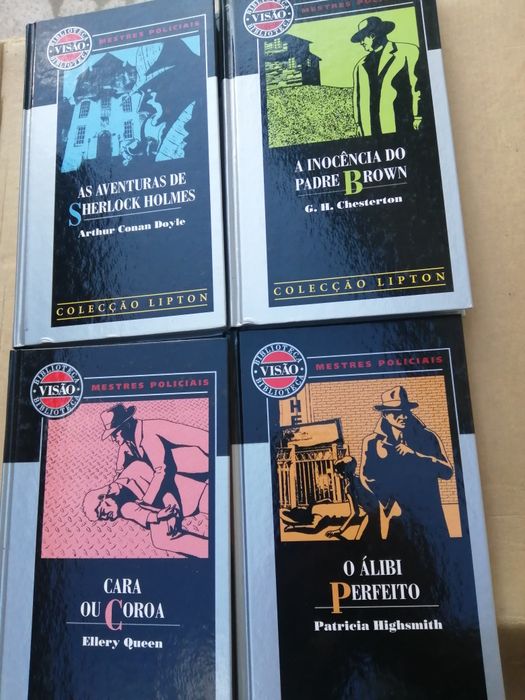 BIBLIOTECA
VISÃO
BIBLIOTECA
MESTRES POLICIAIS
AS AVENTURAS DE
SHERLOCK HOLMES
Arthur Conan Doyle
COLECÇÃO LIPTON
BIBLIOTECA
VISÃO
BIBLIOTECA
MESTRES POLICIAIS
A INOCÊNCIA DO
PADRE BROWN
G. H. Chesterton
COLECÇÃO LIPTON
BIBLIOTECA
VISÃO
BIBLIOTECA
MESTRES POLICIAIS
CARA
OU COROA
Ellery Queen
BIBLIOTECA
VISÃO
BIBLIOTECA
MESTRES POLICIAIS
HE
O ÁLIBI
PERFEITO
Patricia Highsmith